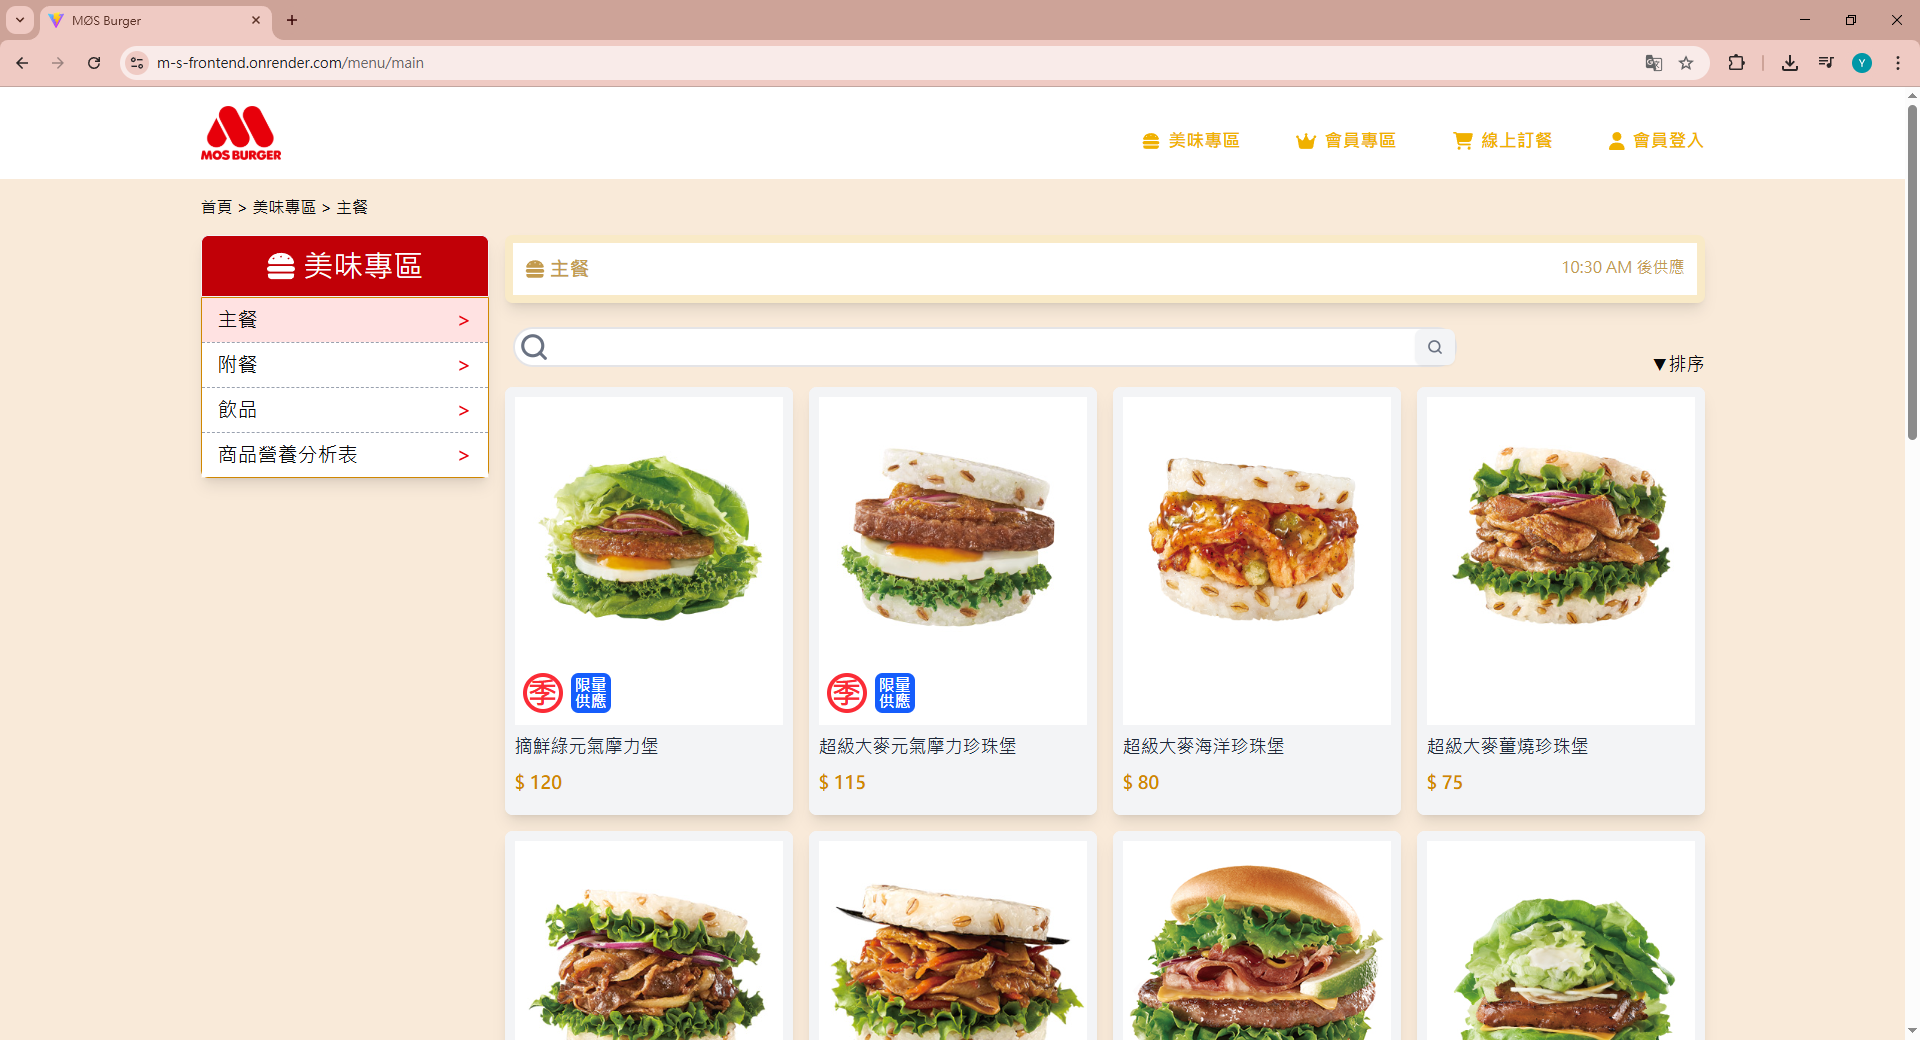 MØS Burger
m-s-frontend.onrender.com/menu/main
Y
MOS BURGER
美味專區
會員專區
線上訂餐
會員登入
首頁 > 美味專區 > 主餐
美味專區
主餐 >
附餐 >
飲品 >
商品營養分析表 >
主餐
10:30 AM 後供應
▼排序
季
限量
供應
季
限量
供應
摘鮮綠元氣摩力堡
$ 120
超級大麥元氣摩力珍珠堡
$ 115
超級大麥海洋珍珠堡
$ 80
超級大麥薑燒珍珠堡
$ 75